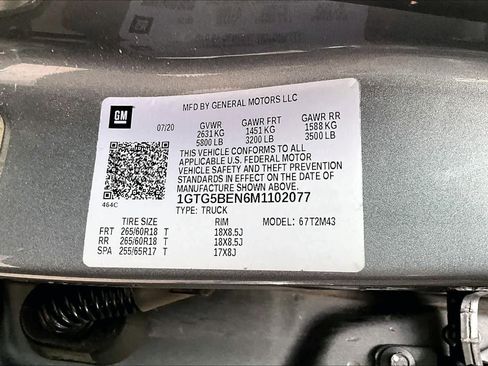 MFD BY GENERAL MOTORS LLC
GM
07/20 GVWR GAWR FRT GAWR RR
2631 KG 1451 KG 1588 KG
5800 LB 3200 LB 3500 LB
THIS VEHICLE CONFORMS TO ALL
APPLICABLE U.S. FEDERAL MOTOR
VEHICLE SAFETY AND THEFT PREVENTION
STANDARDS IN EFFECT ON THE DATE OF
MANUFACTURE SHOWN ABOVE.
464C
1GTG5BEN6M1102077
TYPE: TRUCK
TIRE SIZE RIM MODEL: 67T2M43
FRT 265/60R18 T 18X8.5J
RR 265/60R18 T 18X8.5J
SPA 255/65R17 T 17X8J